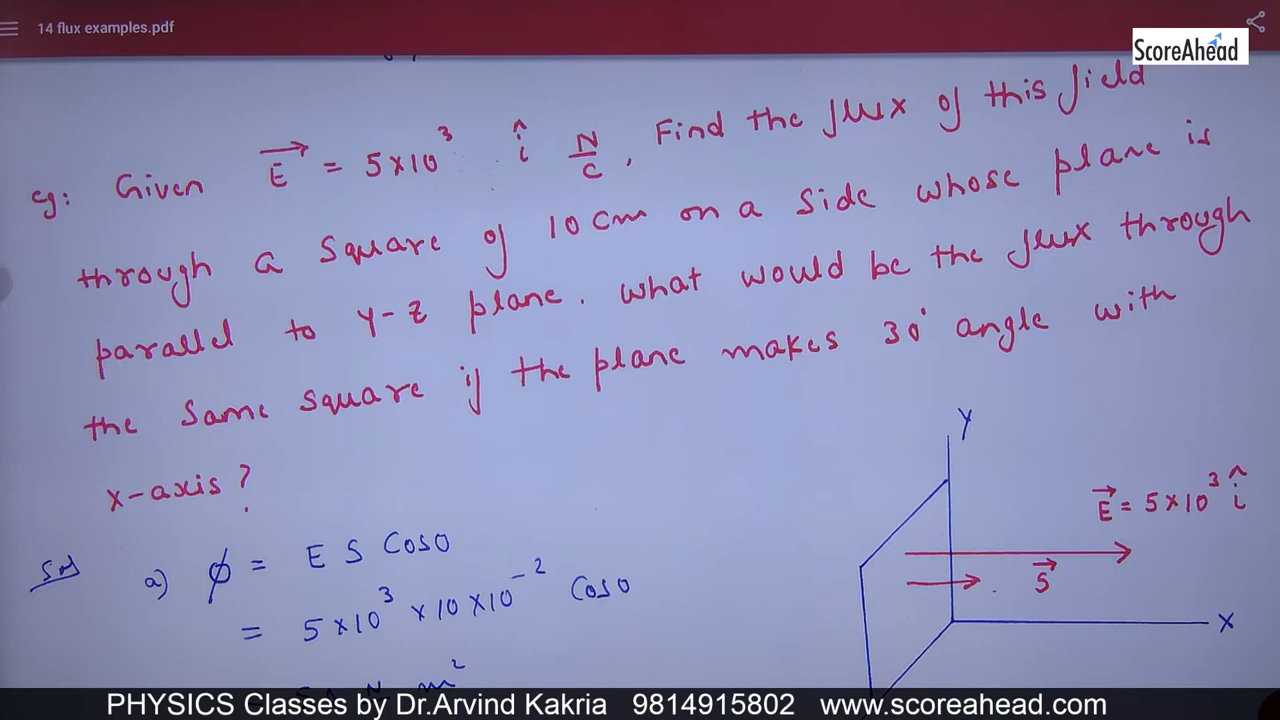 14 flux examples.pdf
ScoreAhead
eg: Given E⃗ = 5×10³ î N/C, Find the flux of this field
through a square of 10 cm on a side whose plane is
parallel to Y-Z plane. What would be the flux through
the same square if the plane makes 30° angle with
x-axis?
Sol
a) φ = E S Cos0
= 5×10³ × 10×10⁻² Cos0
m²
Y
E⃗ = 5×10³ î
S⃗
X
PHYSICS Classes by Dr.Arvind Kakria 9814915802 www.scoreahead.com